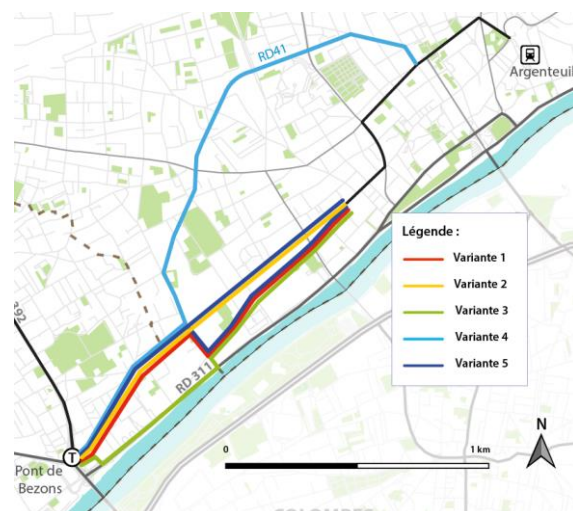 RD41
Argenteuil
Légende :
Variante 1
Variante 2
Variante 3
Variante 4
Variante 5
RD 311
N
0
1 km
T
Pont de
Bezons